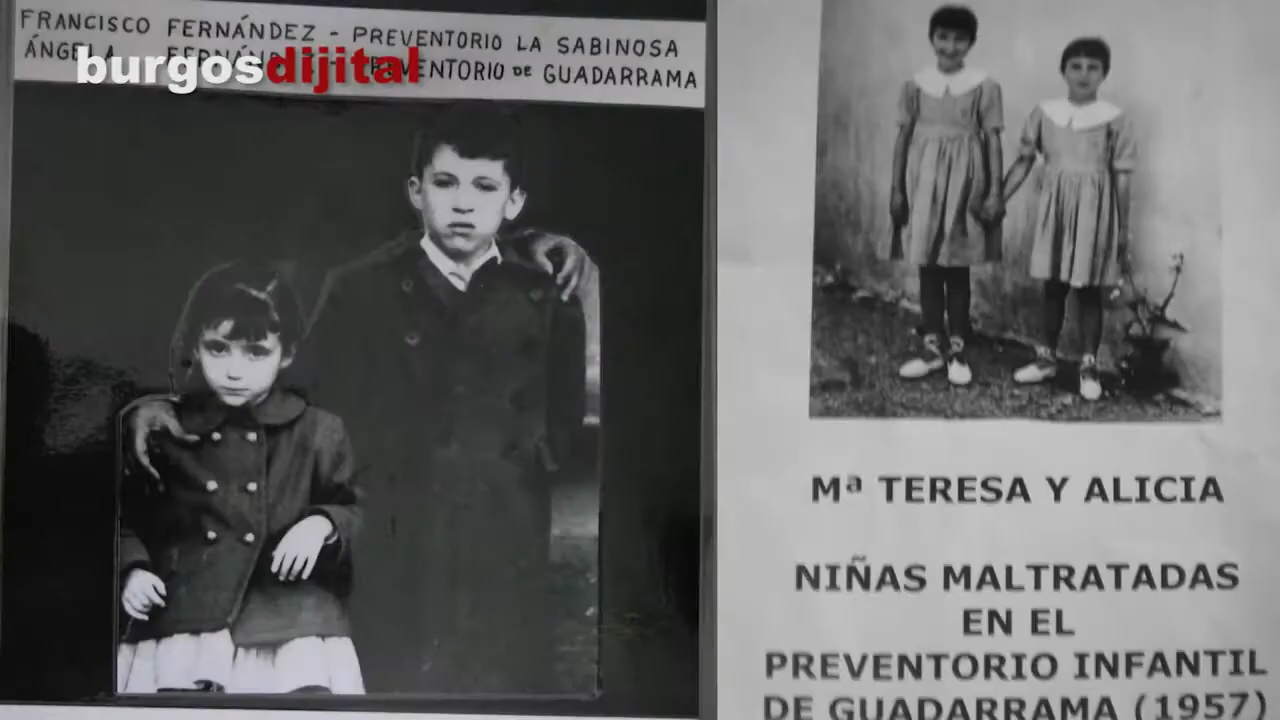 FRANCISCO FERNÁNDEZ - PREVENTORIO LA SABINOSA
ÁNGELA FERNÁNDEZ - PREVENTORIO DE GUADARRAMA
burgosdijital
Mª TERESA Y ALICIA
NIÑAS MALTRATADAS
EN EL
PREVENTORIO INFANTIL
DE GUADARRAMA (1957)